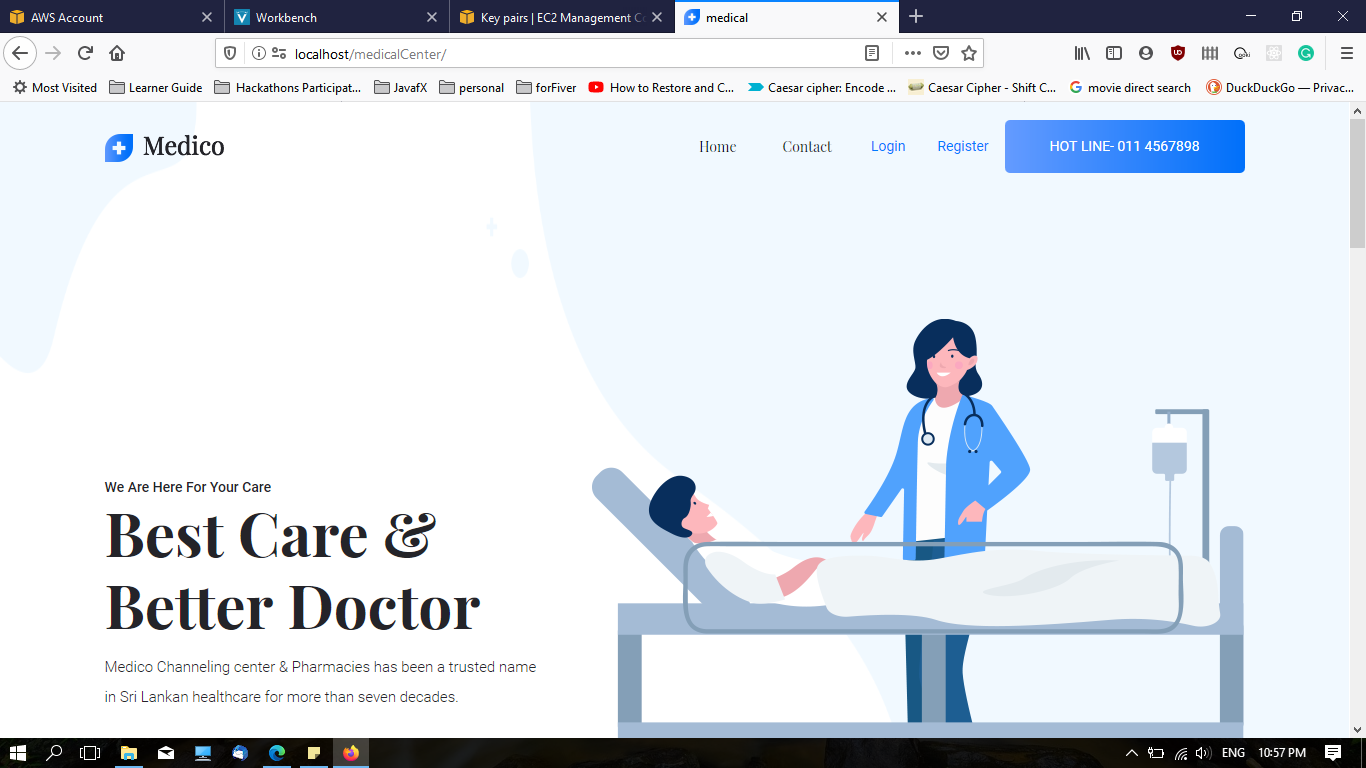 AWS Account
Workbench
Key pairs | EC2 Management Co
medical
localhost/medicalCenter/
Most Visited
Learner Guide
Hackathons Participat...
JavafX
personal
forFiver
How to Restore and C...
Caesar cipher: Encode ...
Caesar Cipher - Shift C...
movie direct search
DuckDuckGo — Privac...
Medico
Home
Contact
Login
Register
HOT LINE- 011 4567898
We Are Here For Your Care
Best Care &
Better Doctor
Medico Channeling center & Pharmacies has been a trusted name
in Sri Lankan healthcare for more than seven decades.
ENG
10:57 PM